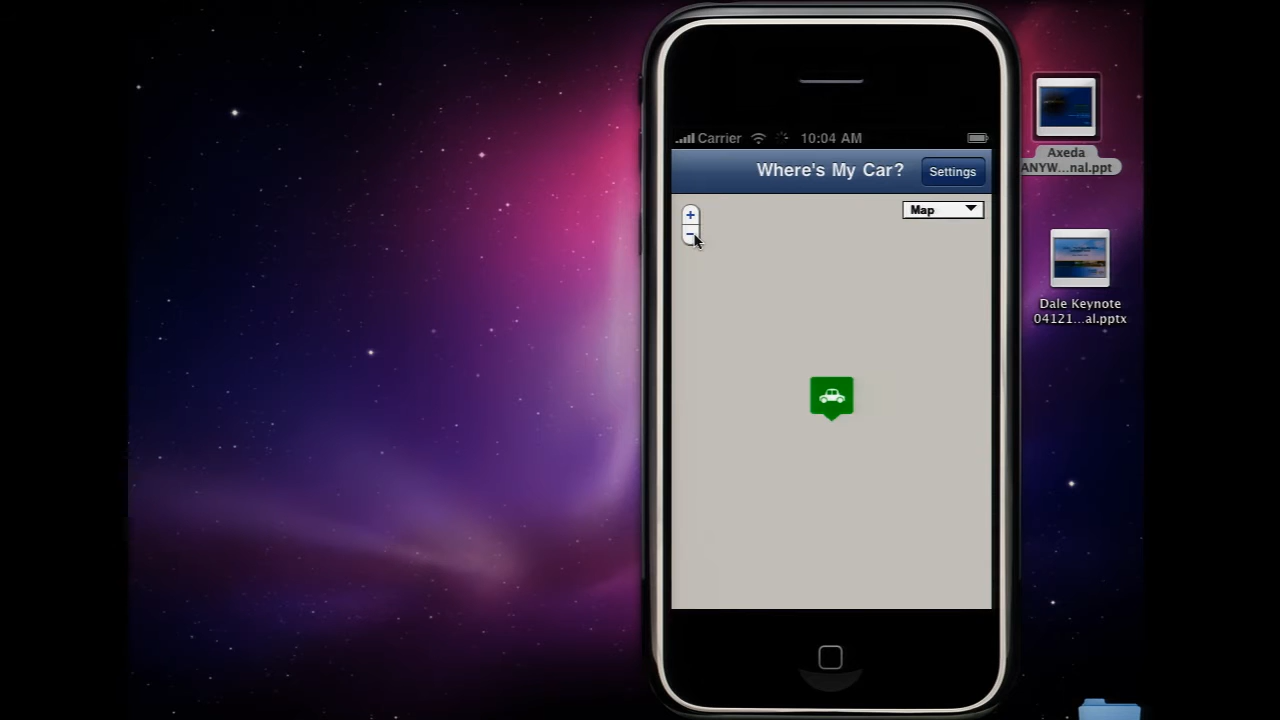 Carrier 10:04 AM
Where's My Car? Settings
+
−
Map
Axeda
ANYW...nal.ppt
Dale Keynote
04121...al.pptx